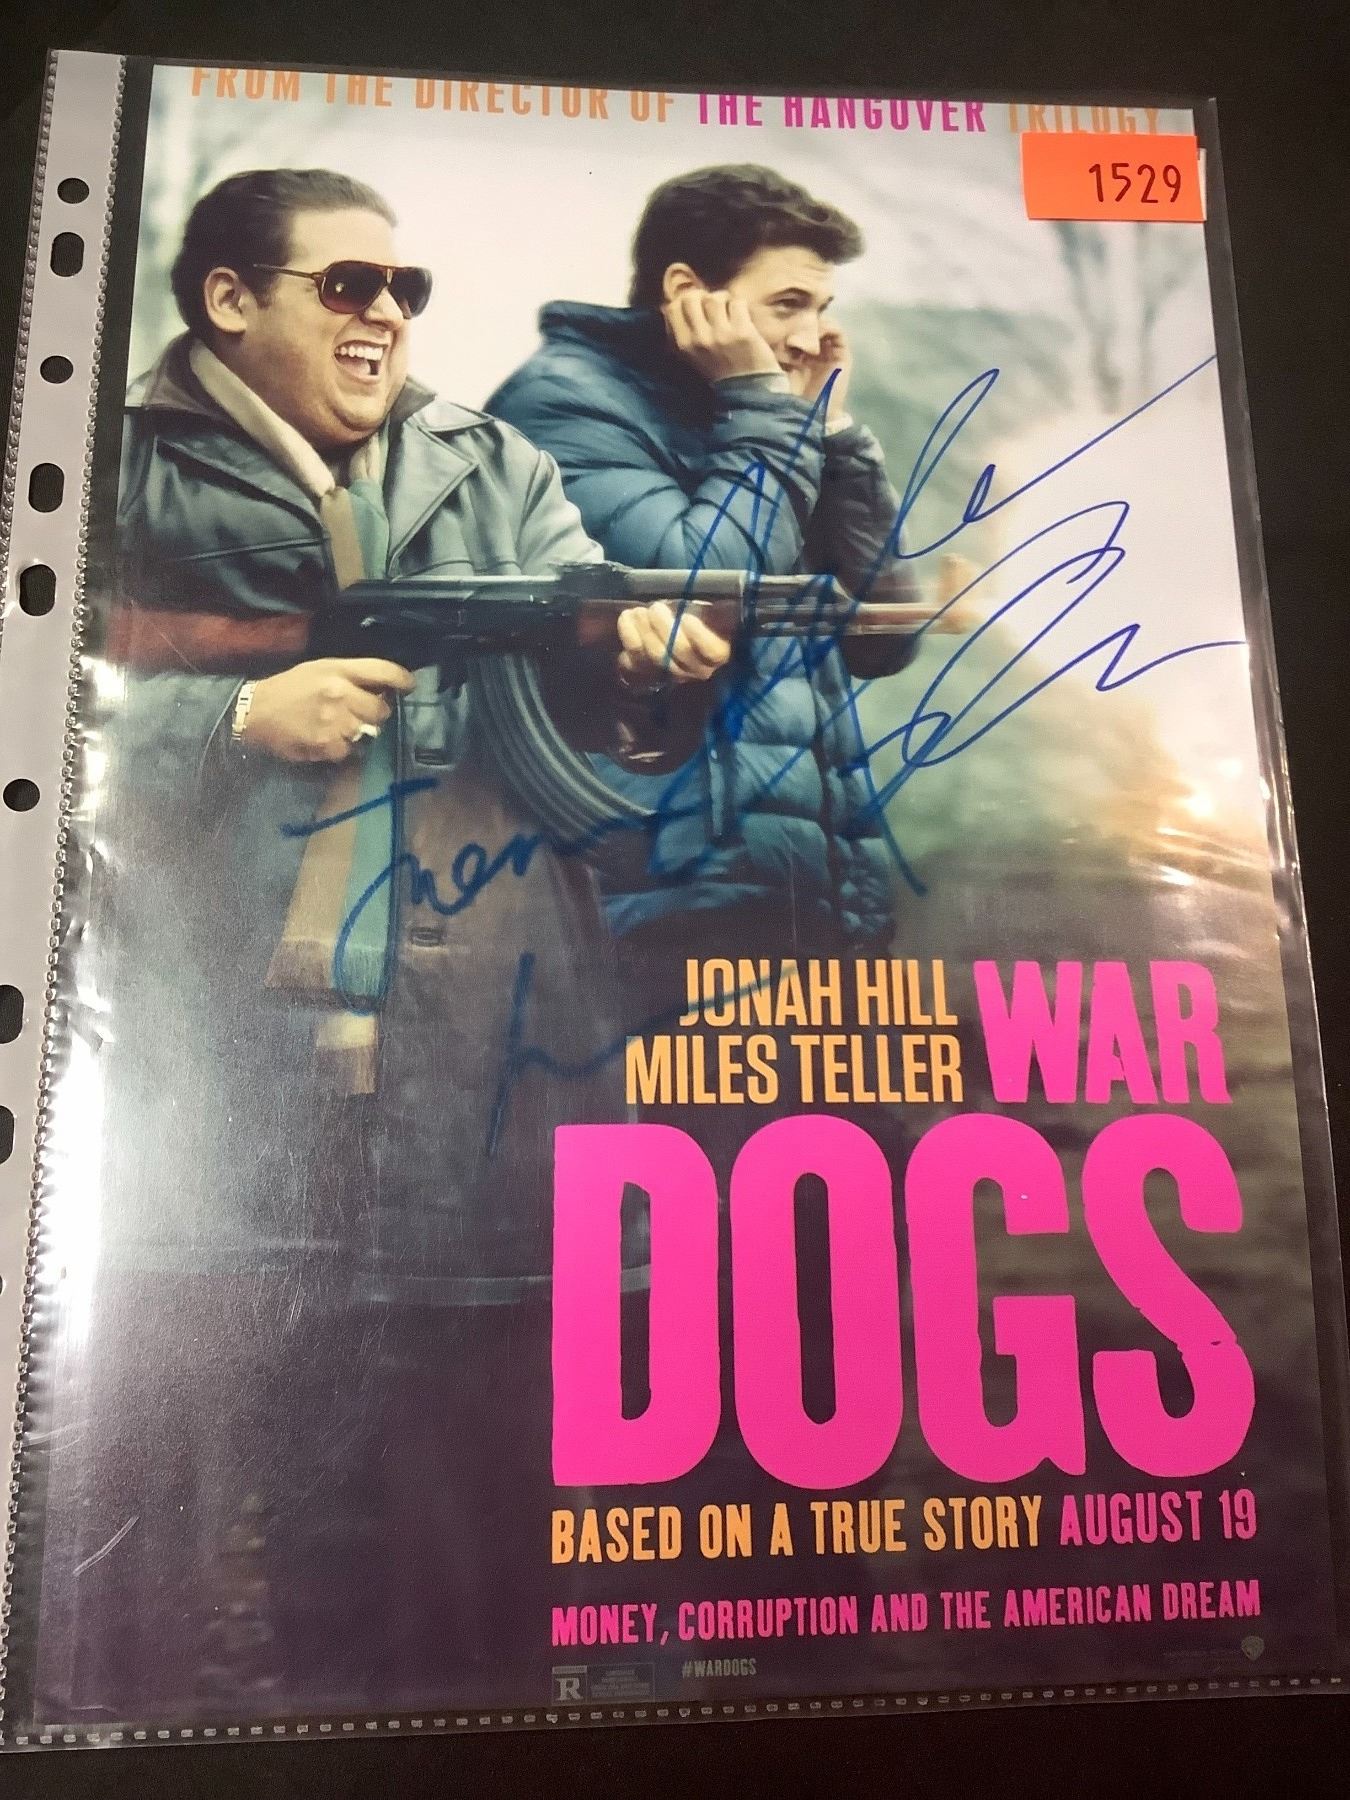 FROM THE DIRECTOR OF THE HANGOVER TRILOGY
1529
JONAH HILL
MILES TELLER
WAR
DOGS
BASED ON A TRUE STORY AUGUST 19
MONEY, CORRUPTION AND THE AMERICAN DREAM
#WARDOGS
R